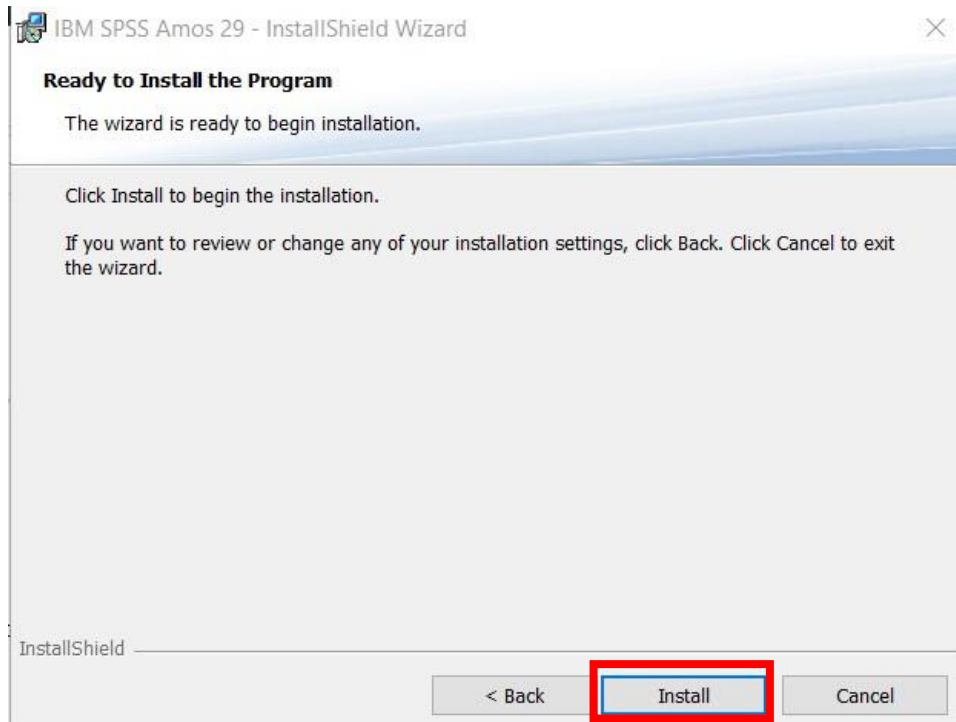 IBM SPSS Amos 29 - InstallShield Wizard
Ready to Install the Program
The wizard is ready to begin installation.
Click Install to begin the installation.
If you want to review or change any of your installation settings, click Back. Click Cancel to exit
the wizard.
InstallShield
< Back Install Cancel